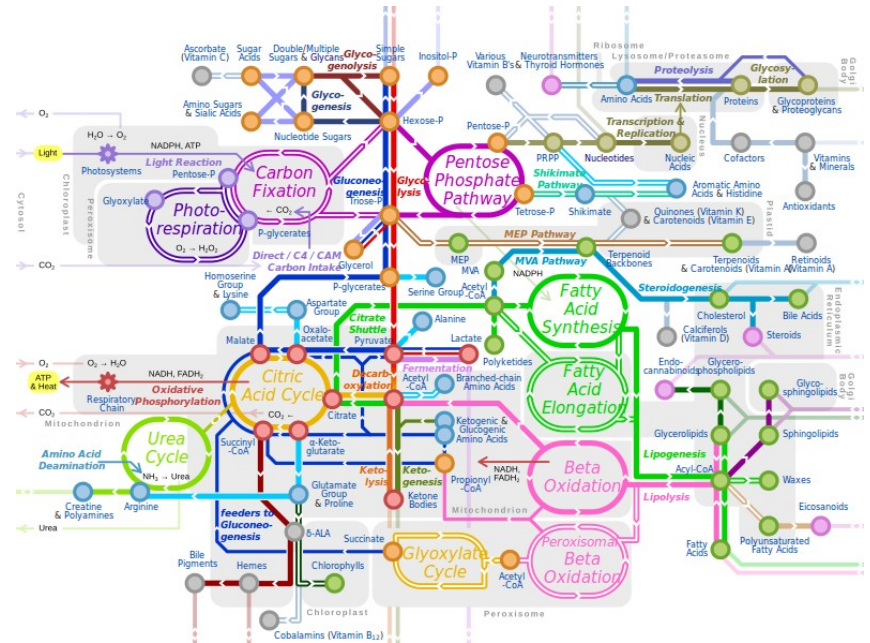 Ascorbate
(Vitamin C)
Sugar
Acids
Double/Multiple
Sugars & Glycans
Glyco-
genolysis
Simple
Sugars
Inositol-P
Various
Vitamin B's
Neurotransmitters
& Thyroid Hormones
Ribosome
Lysosome/Proteasome
Proteolysis
Glycosy-
lation
Golgi
Body
Glyco-
genesis
Amino Sugars
& Sialic Acids
Nucleotide Sugars
Hexose-P
Amino Acids
Translation
Proteins
Glycoproteins
& Proteoglycans
Transcription &
Replication
Nucleus
O₂
H₂O → O₂
NADPH, ATP
Light
Light Reaction
Photosystems
Pentose-P
Carbon
Fixation
Gluconeo-
genesis
Glyco-
lysis
Pentose
Phosphate
Pathway
Pentose-P
PRPP
Nucleotides
Nucleic
Acids
Cofactors
Vitamins
& Minerals
Shikimate
Pathway
Aromatic Amino
Acids & Histidine
Antioxidants
Cytosol
Chloroplast
Peroxisome
Glyoxylate
Photo-
respiration
← CO₂
Triose-P
P-glycerates
O₂ → H₂O₂
Tetrose-P
Shikimate
Quinones (Vitamin K)
& Carotenoids (Vitamin E)
Plastid
Direct / C4 / CAM
Carbon Intake
CO₂
Glycerol
MEP Pathway
MEP
MVA
MVA Pathway
Terpenoid
Backbones
Terpenoids
& Carotenoids (Vitamin A)
Retinoids
(Vitamin A)
P-glycerates
Serine Group
Acetyl
-CoA
NADPH
Homoserine
Group
& Lysine
Aspartate
Group
Citrate
Shuttle
Alanine
Fatty
Acid
Synthesis
Steroidogenesis
Cholesterol
Bile Acids
Endoplasmic
Reticulum
Malate
Oxalo-
acetate
Pyruvate
Lactate
Polyketides
Calciferols
(Vitamin D)
Steroids
O₂
O₂ → H₂O
NADH, FADH₂
ATP
& Heat
Oxidative
Phosphorylation
Respiratory
Chain
CO₂
Mitochondrion
Citric
Acid Cycle
CO₂ ←
Decarb-
oxylation
Fermentation
Acetyl
-CoA
Branched-chain Amino
Acids
Citrate
Fatty
Acid
Elongation
Endo-
cannabinoids
Glycero-
phospholipids
Glyco-
sphingolipids
Golgi
Body
Urea
Cycle
Succinyl
-CoA
α-Keto-
glutarate
Ketogenic &
Glucogenic
Amino Acids
Glycerolipids
Sphingolipids
Amino Acid
Deamination
NH₃ → Urea
Keto-
lysis
Keto-
genesis
Propionyl
-CoA
NADH,
FADH₂
Beta
Oxidation
Lipogenesis
Acyl-CoA
Lipolysis
Waxes
Creatine
& Polyamines
Arginine
Glutamate
Group
& Proline
Ketone
Bodies
Mitochondrion
Eicosanoids
Urea
feeders to
Gluconeo-
genesis
δ-ALA
Succinate
Glyoxylate
Cycle
Acetyl
-CoA
Peroxisomal
Beta
Oxidation
Fatty
Acids
Polyunsaturated
Fatty Acids
Bile
Pigments
Hemes
Chlorophylls
Chloroplast
Peroxisome
Cobalamins (Vitamin B₁₂)